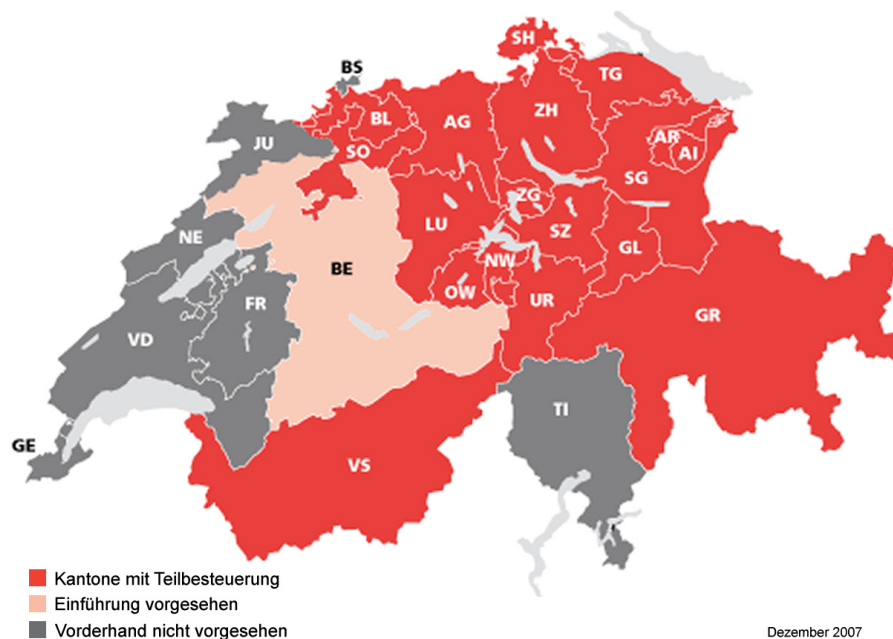 SH
BS
TG
BL
AG
ZH
JU
SO
AR
AI
SG
ZG
LU
SZ
NE
NW
GL
BE
OW
UR
FR
GR
VD
TI
GE
VS
Kantone mit Teilbesteuerung
Einführung vorgesehen
Vorderhand nicht vorgesehen
Dezember 2007